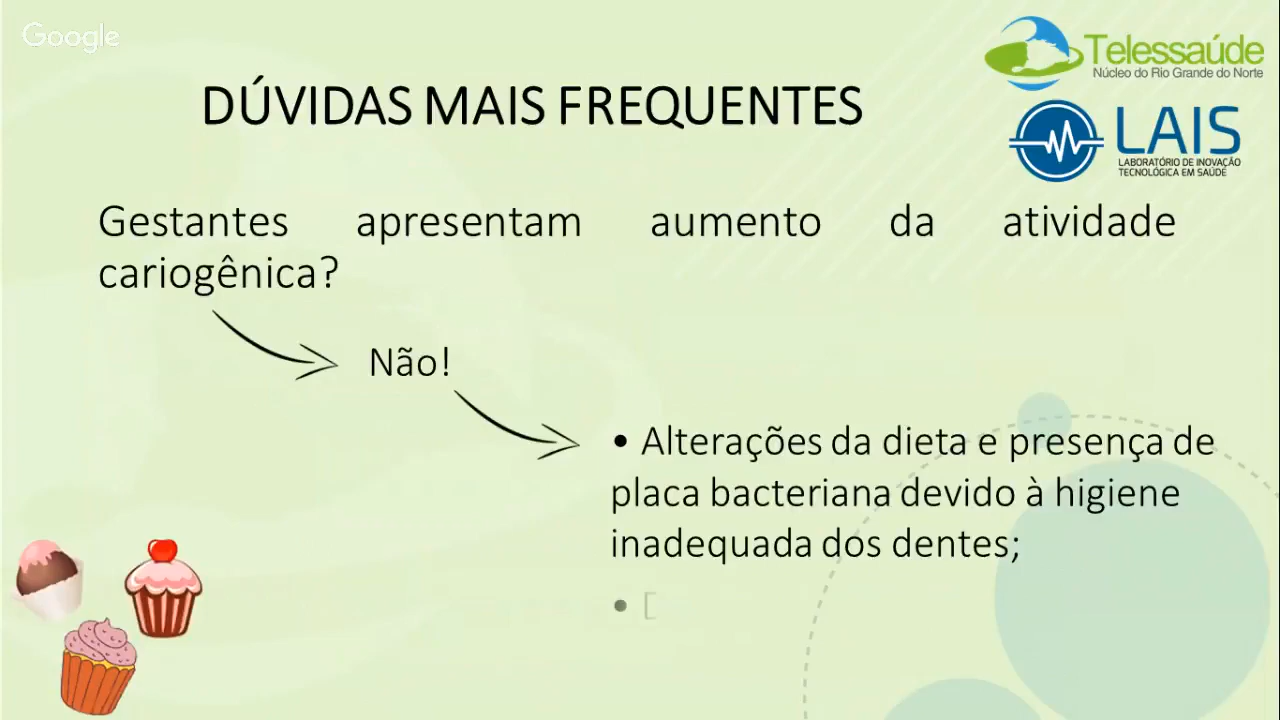 Google
Telessaúde
Núcleo do Rio Grande do Norte
DÚVIDAS MAIS FREQUENTES
LAIS
LABORATÓRIO DE INOVAÇÃO
TECNOLÓGICA EM SAÚDE
Gestantes apresentam aumento da atividade
cariogênica?
Não!
• Alterações da dieta e presença de
placa bacteriana devido à higiene
inadequada dos dentes;
•